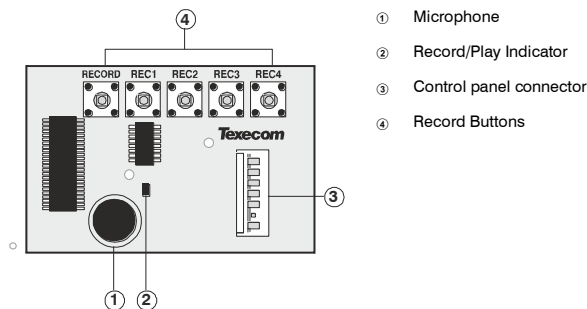 ④
RECORD REC1 REC2 REC3 REC4
Texecom
③
① ②
① Microphone
② Record/Play Indicator
③ Control panel connector
④ Record Buttons